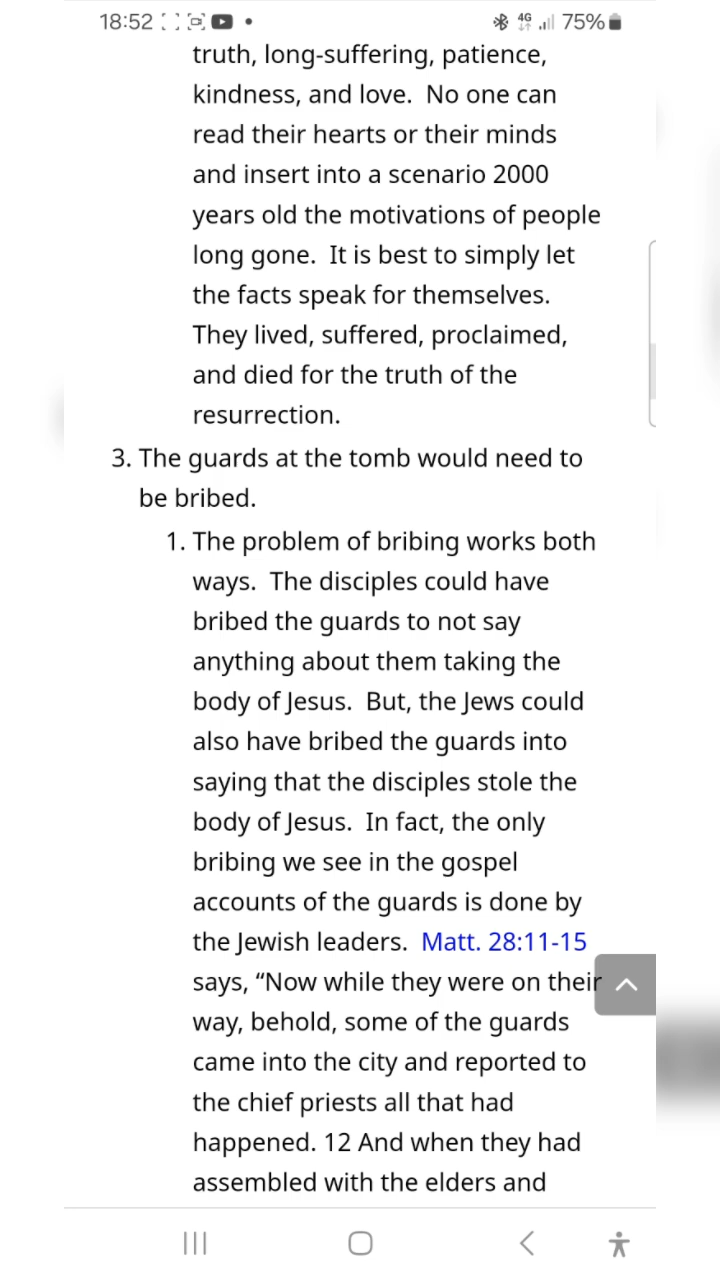 18:52 4G 75%
truth, long-suffering, patience,
kindness, and love.  No one can
read their hearts or their minds
and insert into a scenario 2000
years old the motivations of people
long gone.  It is best to simply let
the facts speak for themselves.
They lived, suffered, proclaimed,
and died for the truth of the
resurrection.
3. The guards at the tomb would need to
be bribed.
1. The problem of bribing works both
ways.  The disciples could have
bribed the guards to not say
anything about them taking the
body of Jesus.  But, the Jews could
also have bribed the guards into
saying that the disciples stole the
body of Jesus.  In fact, the only
bribing we see in the gospel
accounts of the guards is done by
the Jewish leaders.  Matt. 28:11-15
says, “Now while they were on their
way, behold, some of the guards
came into the city and reported to
the chief priests all that had
happened. 12 And when they had
assembled with the elders and